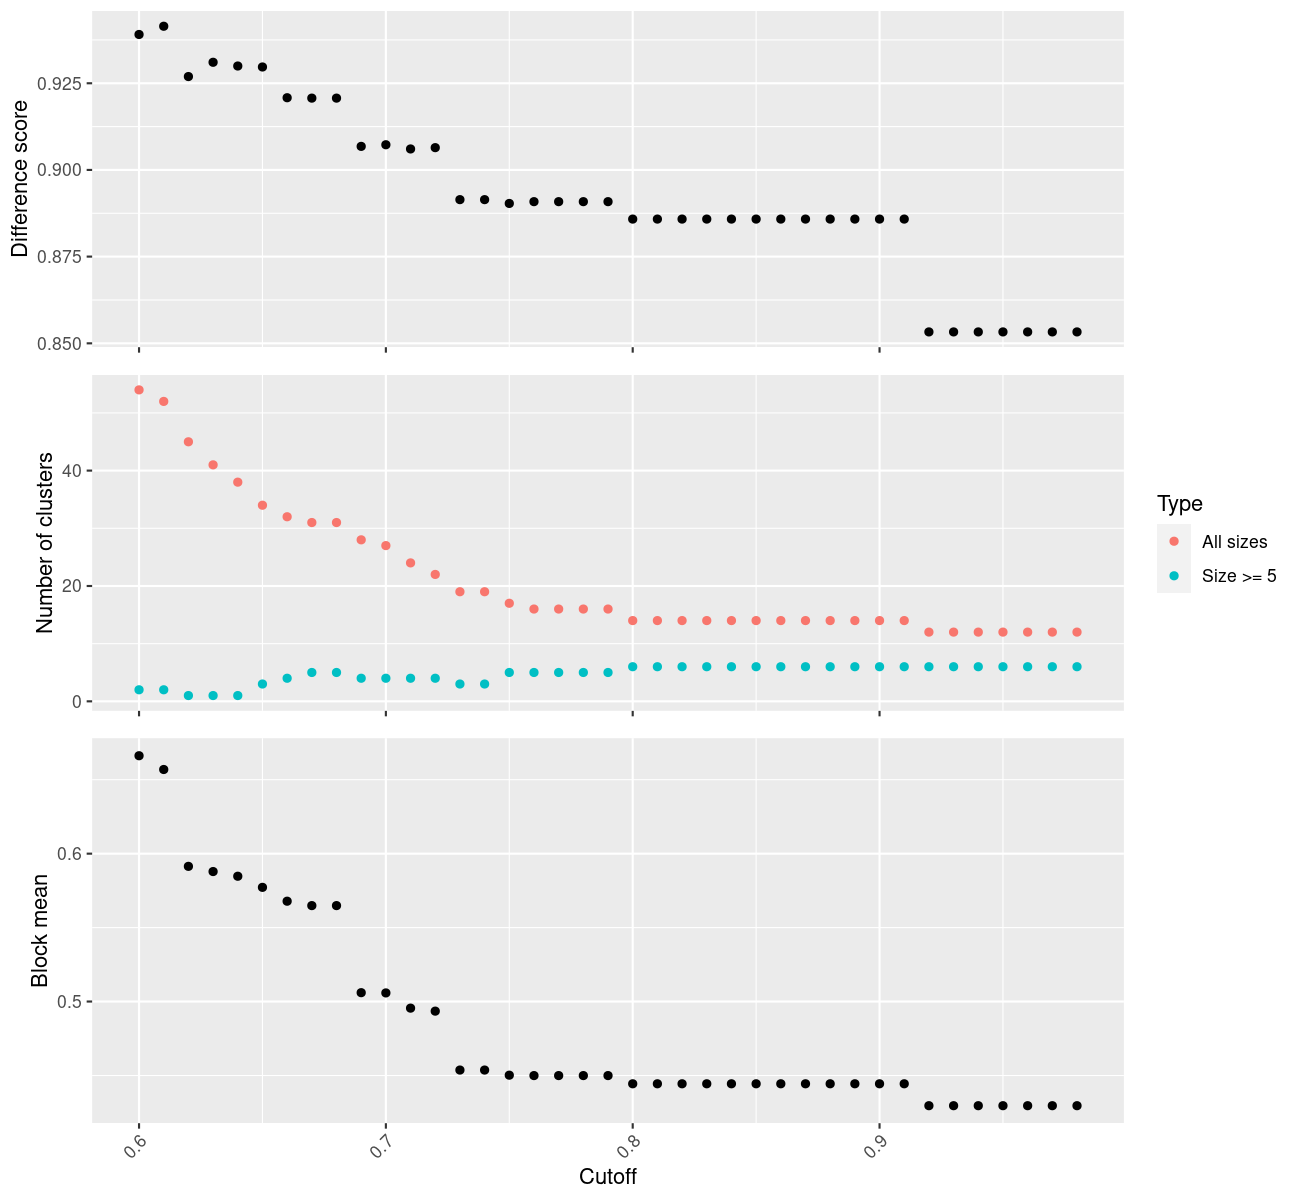 Difference score
0.925
0.900
0.875
0.850
Number of clusters
40
20
0
Type
All sizes
Size >= 5
Block mean
0.6
0.5
0.6
0.7
0.8
0.9
Cutoff